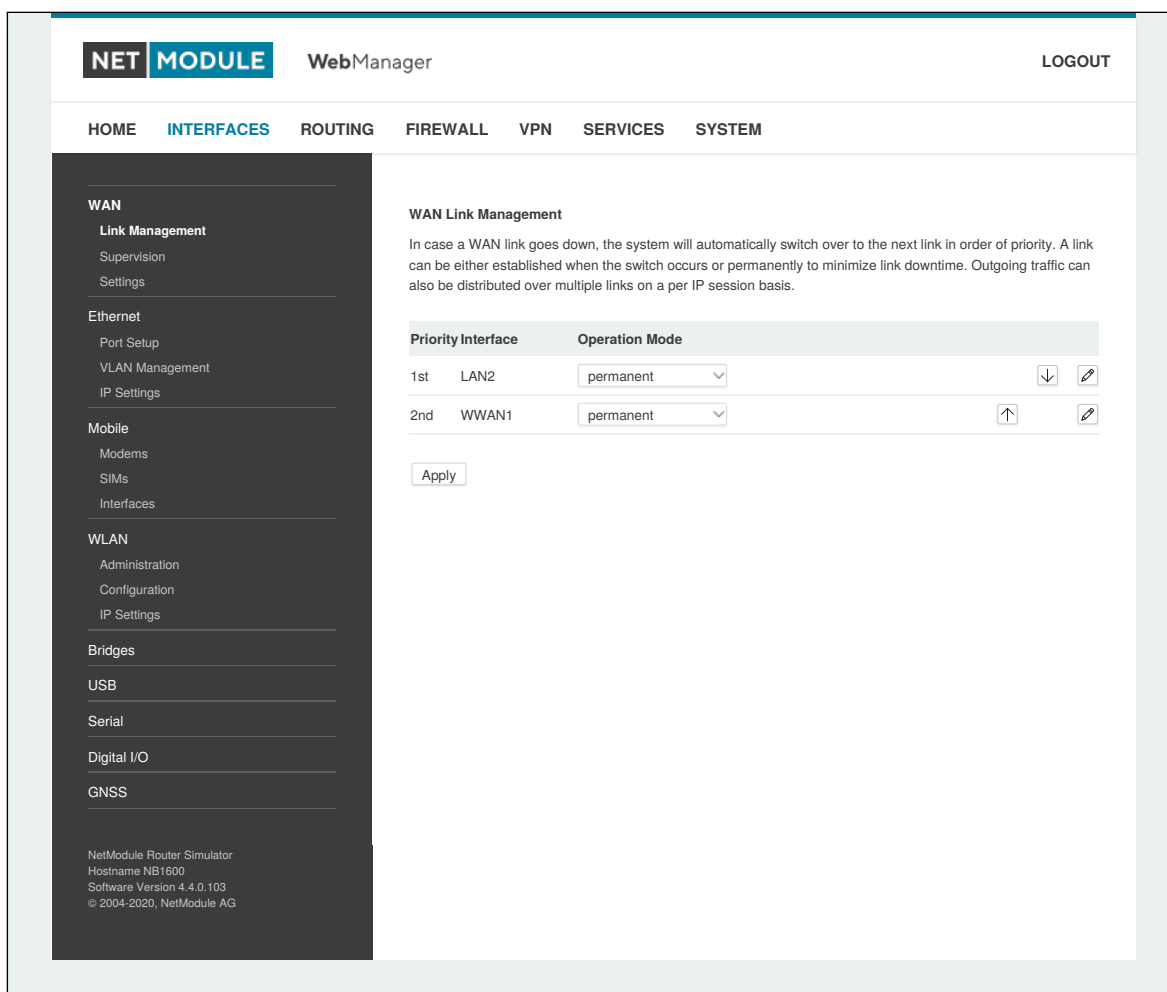 NET MODULE WebManager LOGOUT
HOME INTERFACES ROUTING FIREWALL VPN SERVICES SYSTEM
WAN
Link Management
Supervision
Settings
Ethernet
Port Setup
VLAN Management
IP Settings
Mobile
Modems
SIMs
Interfaces
WLAN
Administration
Configuration
IP Settings
Bridges
USB
Serial
Digital I/O
GNSS
NetModule Router Simulator
Hostname NB1600
Software Version 4.4.0.103
© 2004-2020, NetModule AG
WAN Link Management
In case a WAN link goes down, the system will automatically switch over to the next link in order of priority. A link
can be either established when the switch occurs or permanently to minimize link downtime. Outgoing traffic can
also be distributed over multiple links on a per IP session basis.
Priority Interface Operation Mode
1st LAN2 permanent
2nd WWAN1 permanent
Apply